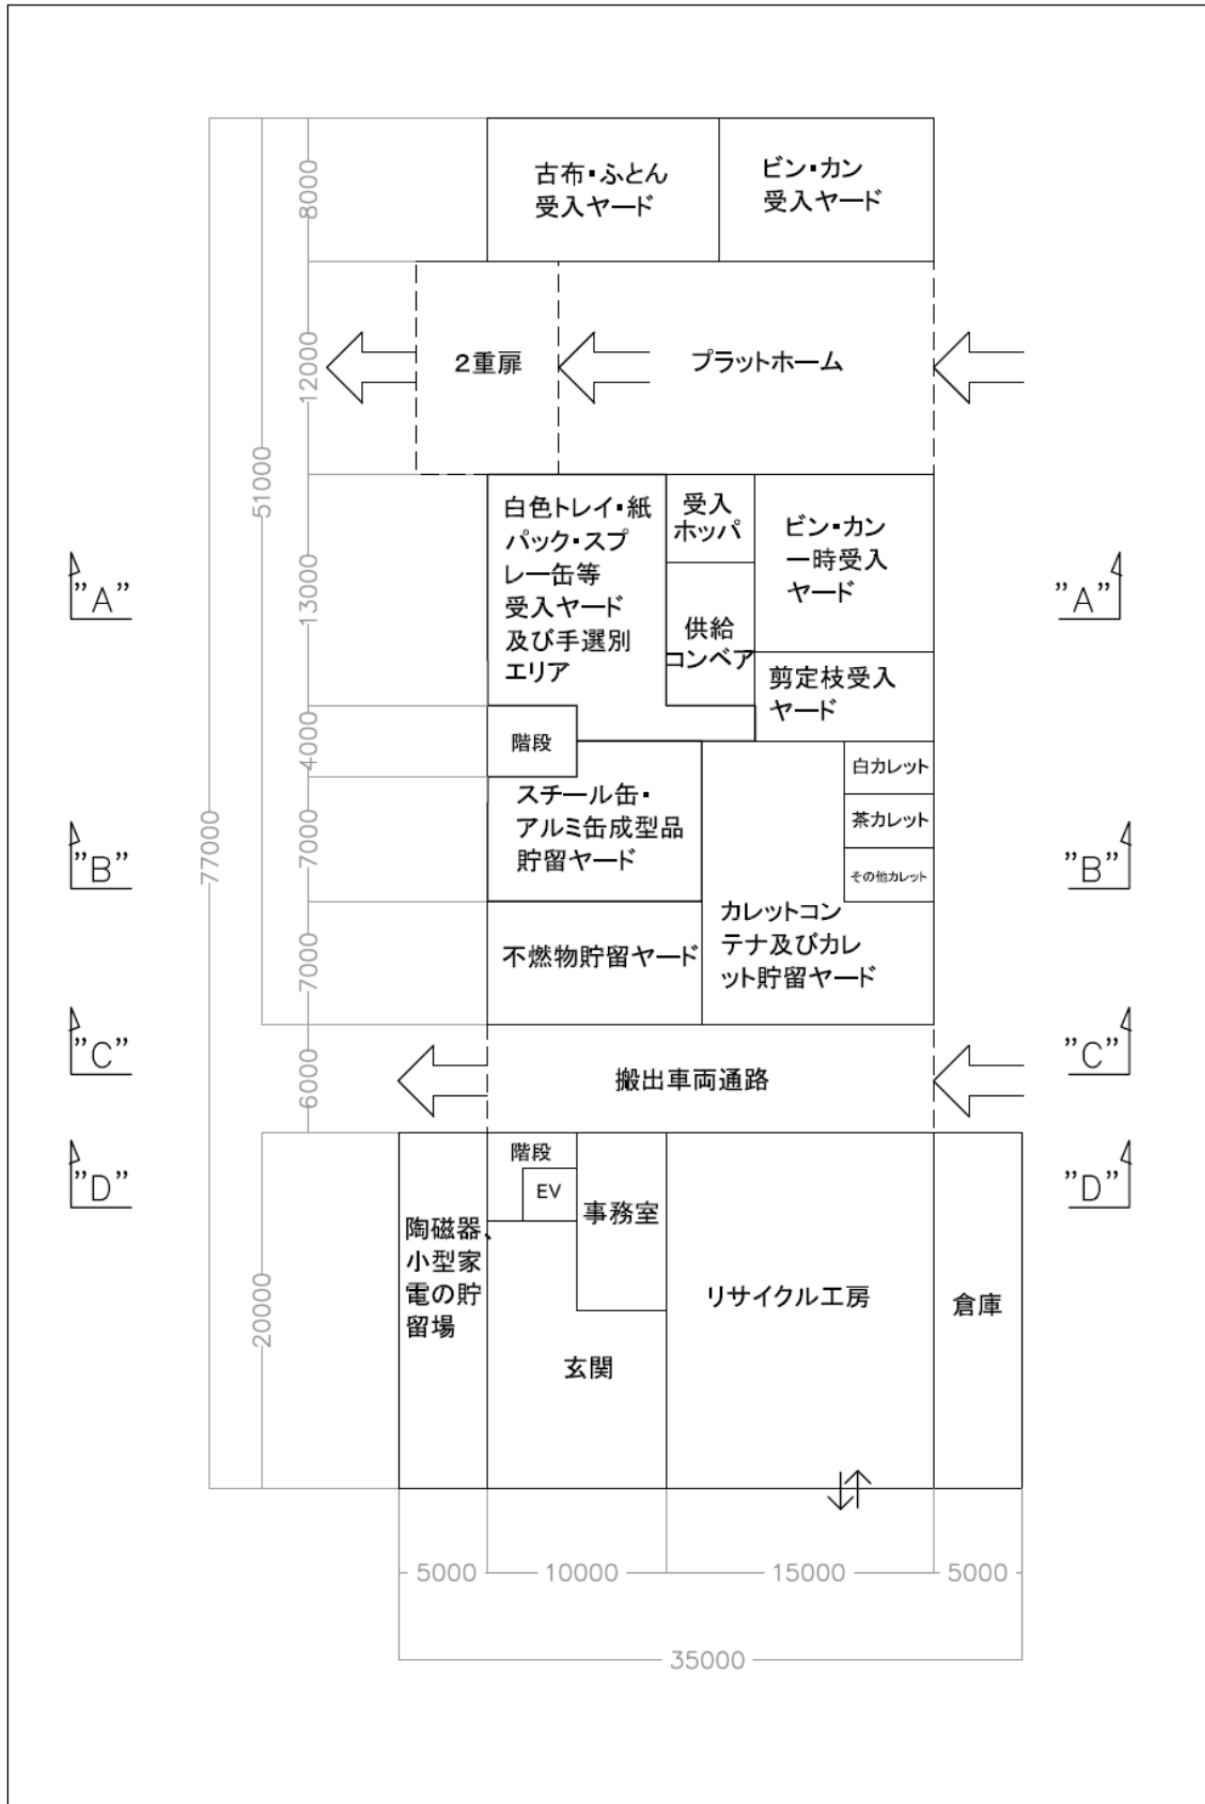 古布・ふとん
受入ヤード
ビン・カン
受入ヤード
8000
2重扉
プラットホーム
12000
51000
白色トレイ・紙
パック・スプ
レー缶等
受入ヤード
及び手選別
エリア
受入
ホッパ
ビン・カン
一時受入
ヤード
13000
"A"
"A"
供給
コンベア
剪定枝受入
ヤード
4000
階段
白カレット
スチール缶・
アルミ缶成型品
貯留ヤード
茶カレット
その他カレット
77000
7000
"B"
"B"
カレットコン
テナ及びカレ
ット貯留ヤード
不燃物貯留ヤード
7000
"C"
"C"
6000
搬出車両通路
"D"
"D"
階段
EV
事務室
陶磁器、
小型家
電の貯
留場
リサイクル工房
倉庫
20000
玄関
5000
10000
15000
5000
35000